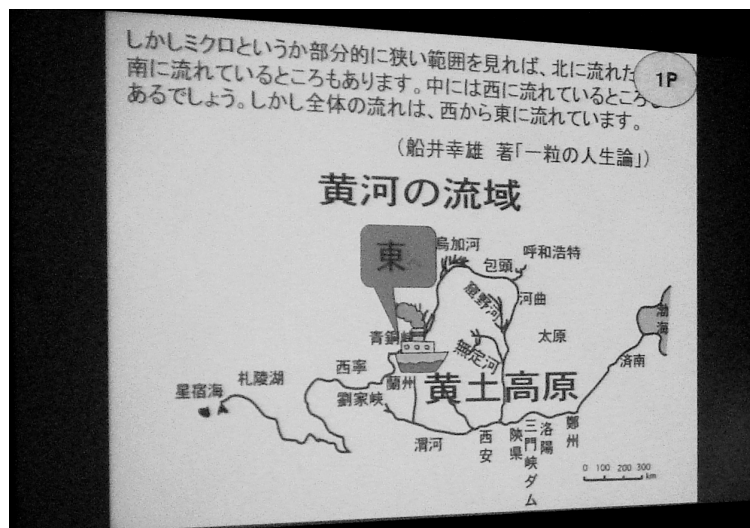 しかしミクロというか部分的に狭い範囲を見れば、北に流れた
南に流れているところもあります。中には西に流れているところ
あるでしょう。しかし全体の流れは、西から東に流れています。
1P
（船井幸雄 著「一粒の人生論」）
黄河の流域
東へ
烏加河
呼和浩特
包頭
河曲
渤海
太原
無定河
青銅峡
済南
西寧
蘭州
黄土高原
札陵湖
星宿海
劉家峡
渭河
西安
陝県
三門峡ダム
洛陽
鄭州
0 100 200 300
km